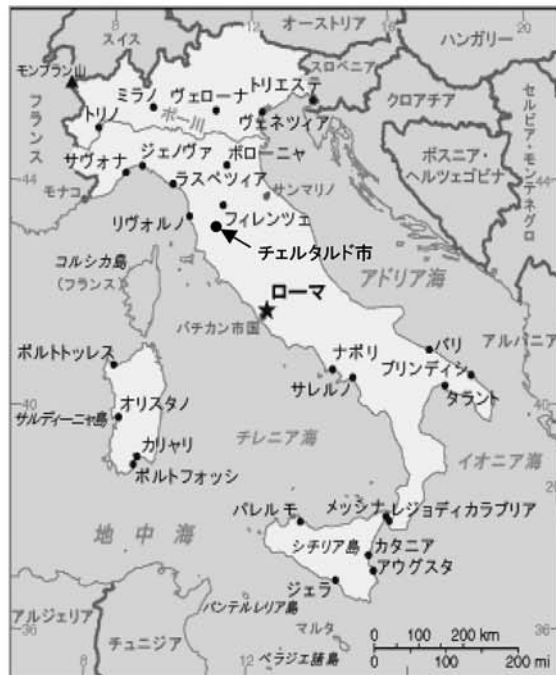 8
12
16
20
スイス
オーストリア
ハンガリー
モンブラン山
スロベニア
トリエステ
ミラノ
ヴェローナ
クロアチア
フランス
トリノ
ポー川
ヴェネツィア
セルビア・モンテネグロ
サヴォナ
ジェノヴァ
ボローニャ
ボスニア・
ヘルツェゴビナ
44
44
ラスペツィア
モナコ
サンマリノ
リヴォルノ
フィレンツェ
チェルタルド市
コルシカ島
(フランス)
アドリア海
ローマ
バチカン市国
アルバニア
ポルトトッレス
ナポリ
バリ
ブリンディシ
サレルノ
タラント
40
40
オリスタノ
サルディーニャ島
チレニア海
カリャリ
イオニア海
ポルトフォッシ
20
メッシナ
レジョディカラブリア
パレルモ
地中海
シチリア島
カタニア
アウグスタ
ジェラ
アルジェリア
パンテルレリア島
マルタ
チュニジア
ペラジエ諸島
36
36
8
12
0 100 200 km
0 100 200 mi